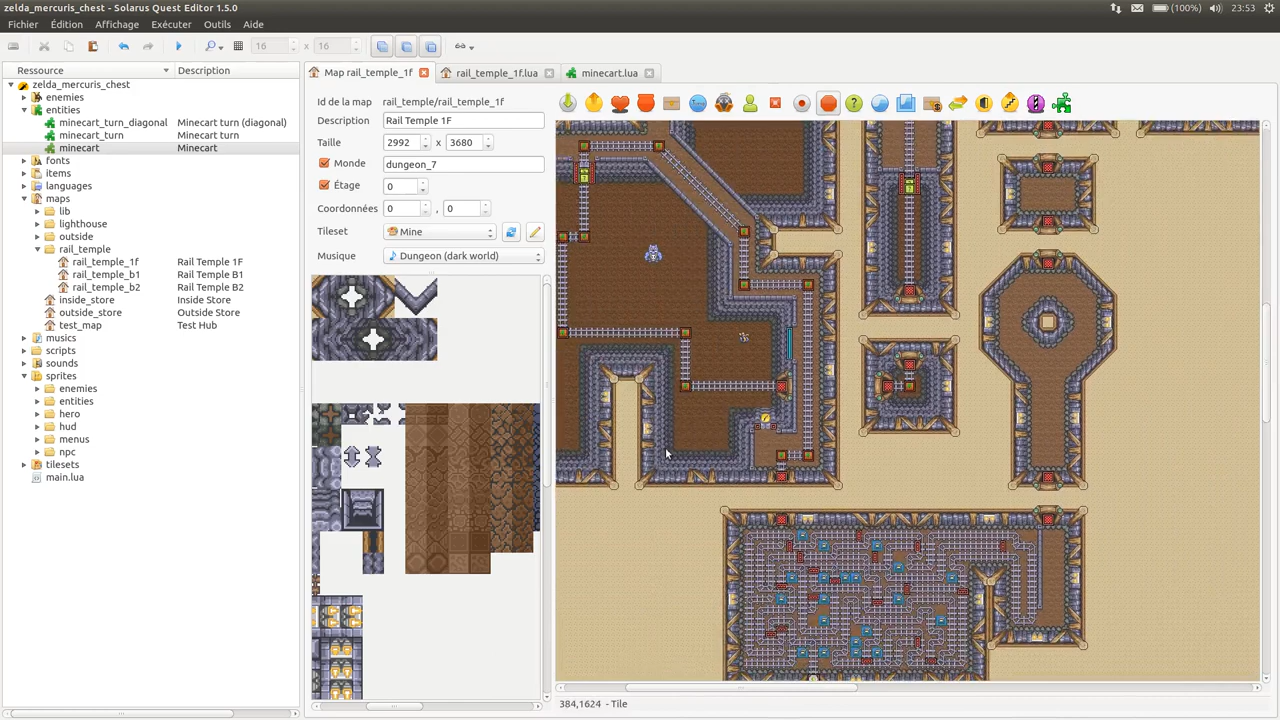 zelda_mercuris_chest - Solarus Quest Editor 1.5.0
(100%) 23:53
Fichier Édition Affichage Exécuter Outils Aide
16 x 16
Ressource Description
zelda_mercuris_chest
enemies
entities
minecart_turn_diagonal Minecart turn (diagonal)
minecart_turn Minecart turn
minecart Minecart
fonts
items
languages
maps
lib
lighthouse
outside
rail_temple
rail_temple_1f Rail Temple 1F
rail_temple_b1 Rail Temple B1
rail_temple_b2 Rail Temple B2
inside_store Inside Store
outside_store Outside Store
test_map Test Hub
musics
scripts
sounds
sprites
enemies
entities
hero
hud
menus
npc
tilesets
main.lua
Map rail_temple_1f rail_temple_1f.lua minecart.lua
Id de la map rail_temple/rail_temple_1f
Description Rail Temple 1F
Taille 2992 x 3680
Monde dungeon_7
Étage 0
Coordonnées 0 , 0
Tileset Mine
Musique Dungeon (dark world)
384,1624 - Tile